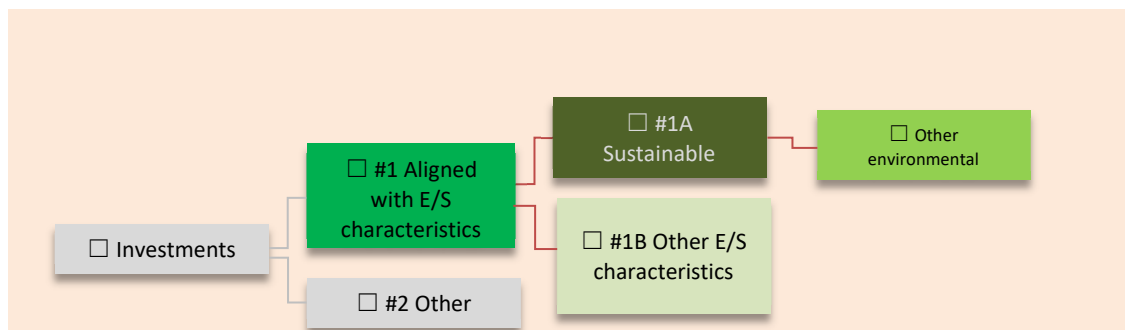 ☐ Investments
☐ #1 Aligned
with E/S
characteristics
☐ #2 Other
☐ #1A
Sustainable
☐ #1B Other E/S
characteristics
☐ Other
environmental